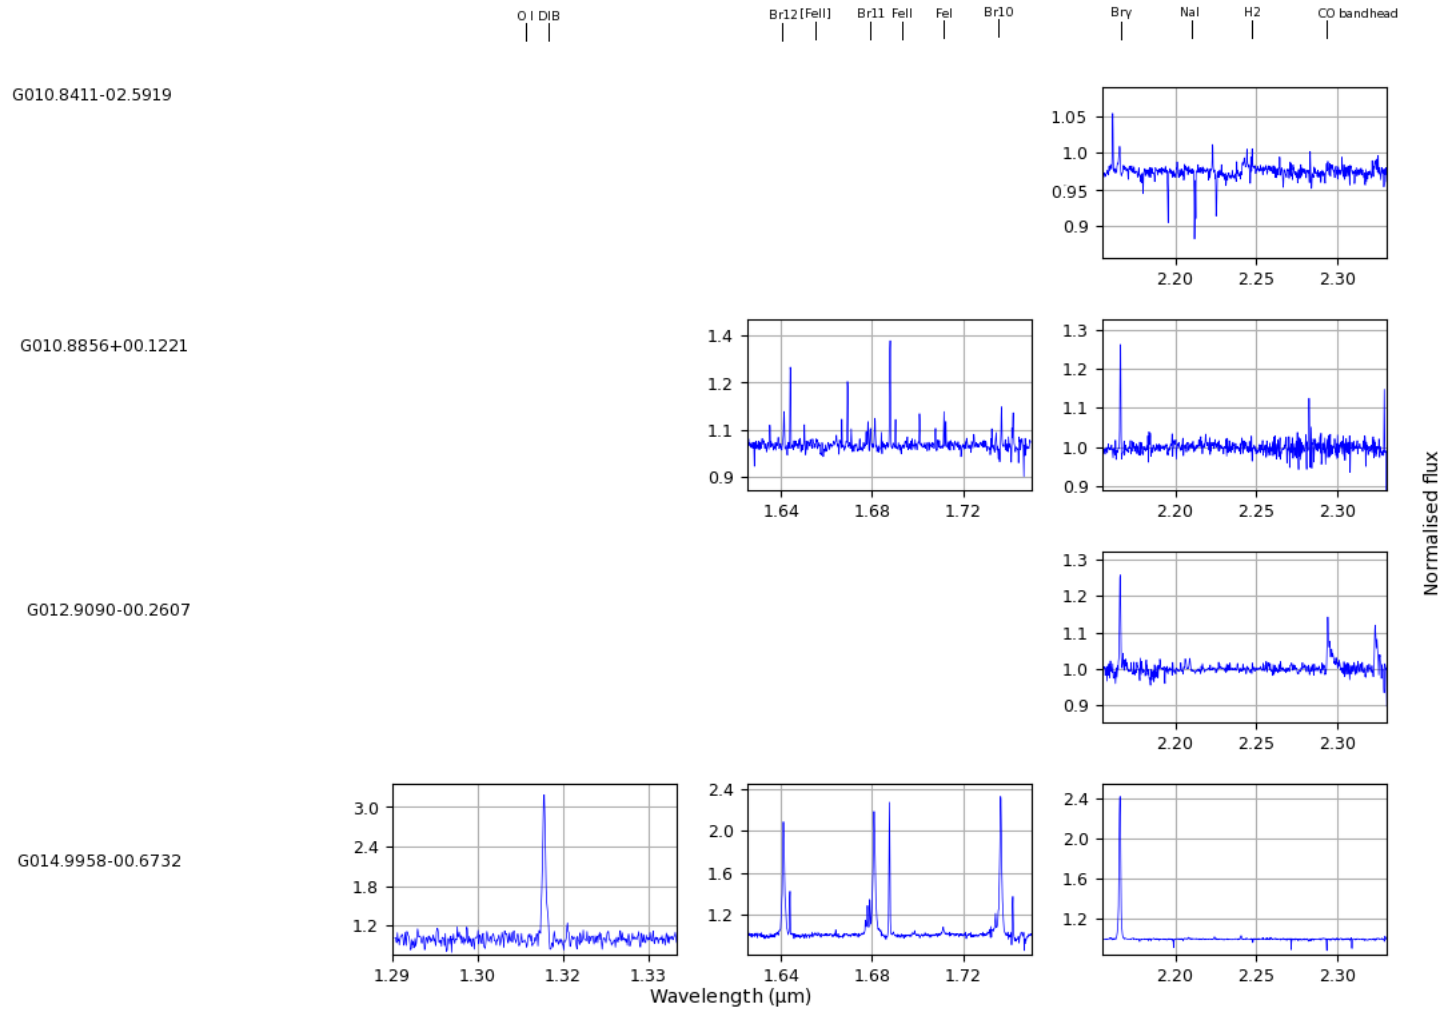 O I DIB Br12 [FeII] Br11 FeII FeI Br10 Brγ NaI H2 CO bandhead
G010.8411-02.5919
1.05
1.0
0.95
0.9
2.20 2.25 2.30
G010.8856+00.1221
1.4
1.2
1.1
0.9
1.64 1.68 1.72
1.3
1.2
1.1
1.0
0.9
2.20 2.25 2.30
Normalised flux
G012.9090-00.2607
1.3
1.2
1.1
1.0
0.9
2.20 2.25 2.30
G014.9958-00.6732
3.0
2.4
1.8
1.2
1.29 1.30 1.32 1.33
2.4
2.0
1.6
1.2
1.64 1.68 1.72
2.4
2.0
1.6
1.2
2.20 2.25 2.30
Wavelength (μm)